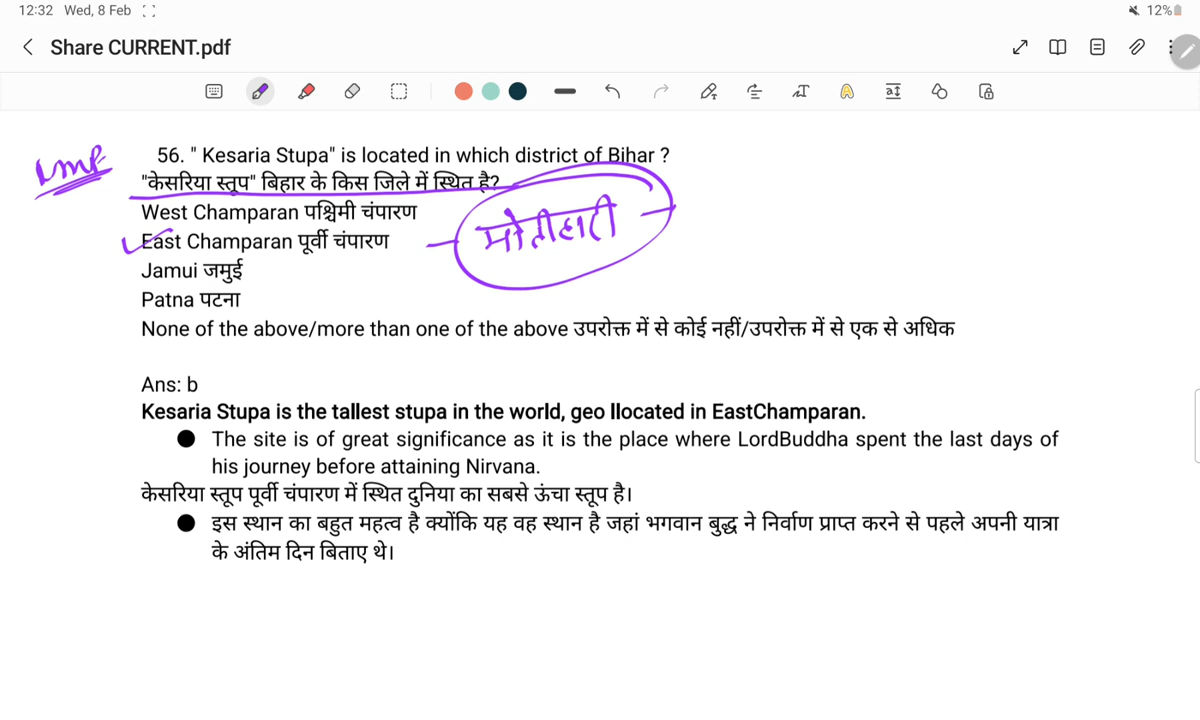 12:32 Wed, 8 Feb
12%
Share CURRENT.pdf
Imp
56. " Kesaria Stupa" is located in which district of Bihar ?
"केसरिया स्तूप" बिहार के किस जिले में स्थित है?
West Champaran पश्चिमी चंपारण
East Champaran पूर्वी चंपारण
मोतीहारी
Jamui जमुई
Patna पटना
None of the above/more than one of the above उपरोक्त में से कोई नहीं/उपरोक्त में से एक से अधिक
Ans: b
Kesaria Stupa is the tallest stupa in the world, geo llocated in EastChamparan.
● The site is of great significance as it is the place where LordBuddha spent the last days of
his journey before attaining Nirvana.
केसरिया स्तूप पूर्वी चंपारण में स्थित दुनिया का सबसे ऊंचा स्तूप है।
● इस स्थान का बहुत महत्व है क्योंकि यह वह स्थान है जहां भगवान बुद्ध ने निर्वाण प्राप्त करने से पहले अपनी यात्रा
के अंतिम दिन बिताए थे।